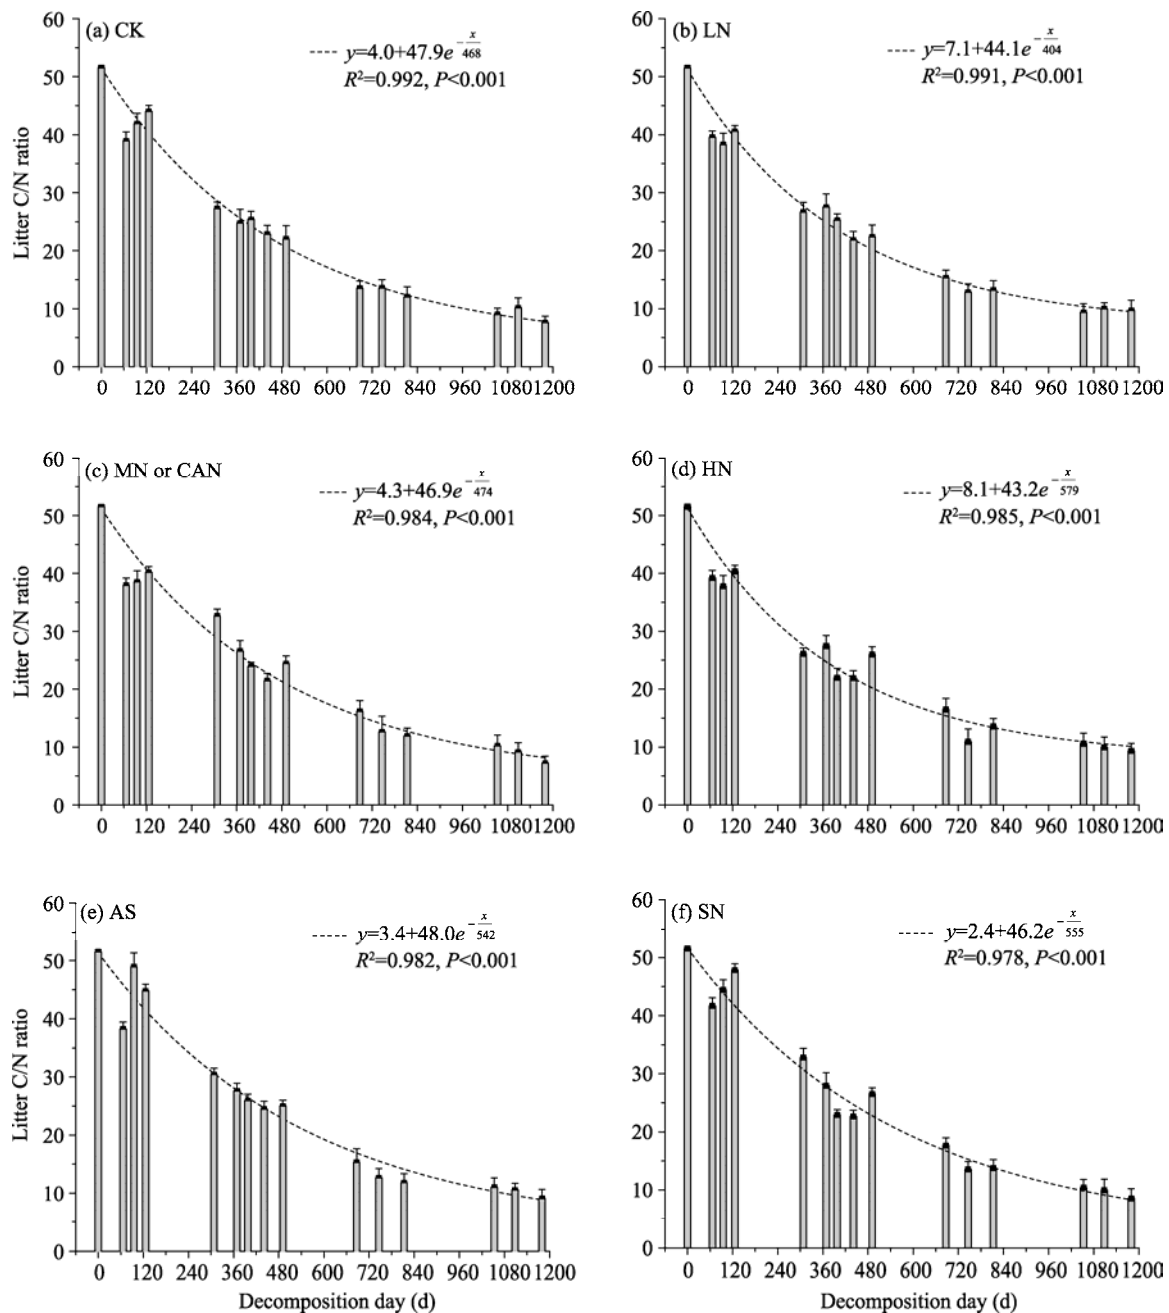 (a) CK
y=4.0+47.9e^{-x/468}
R²=0.992, P<0.001
Litter C/N ratio
60
50
40
30
20
10
0
0 120 240 360 480 600 720 840 960 1080 1200
(b) LN
y=7.1+44.1e^{-x/404}
R²=0.991, P<0.001
60
50
40
30
20
10
0
0 120 240 360 480 600 720 840 960 1080 1200
(c) MN or CAN
y=4.3+46.9e^{-x/474}
R²=0.984, P<0.001
Litter C/N ratio
60
50
40
30
20
10
0
0 120 240 360 480 600 720 840 960 1080 1200
(d) HN
y=8.1+43.2e^{-x/579}
R²=0.985, P<0.001
60
50
40
30
20
10
0
0 120 240 360 480 600 720 840 960 1080 1200
(e) AS
y=3.4+48.0e^{-x/542}
R²=0.982, P<0.001
Litter C/N ratio
60
50
40
30
20
10
0
0 120 240 360 480 600 720 840 960 1080 1200
Decomposition day (d)
(f) SN
y=2.4+46.2e^{-x/555}
R²=0.978, P<0.001
60
50
40
30
20
10
0
0 120 240 360 480 600 720 840 960 1080 1200
Decomposition day (d)